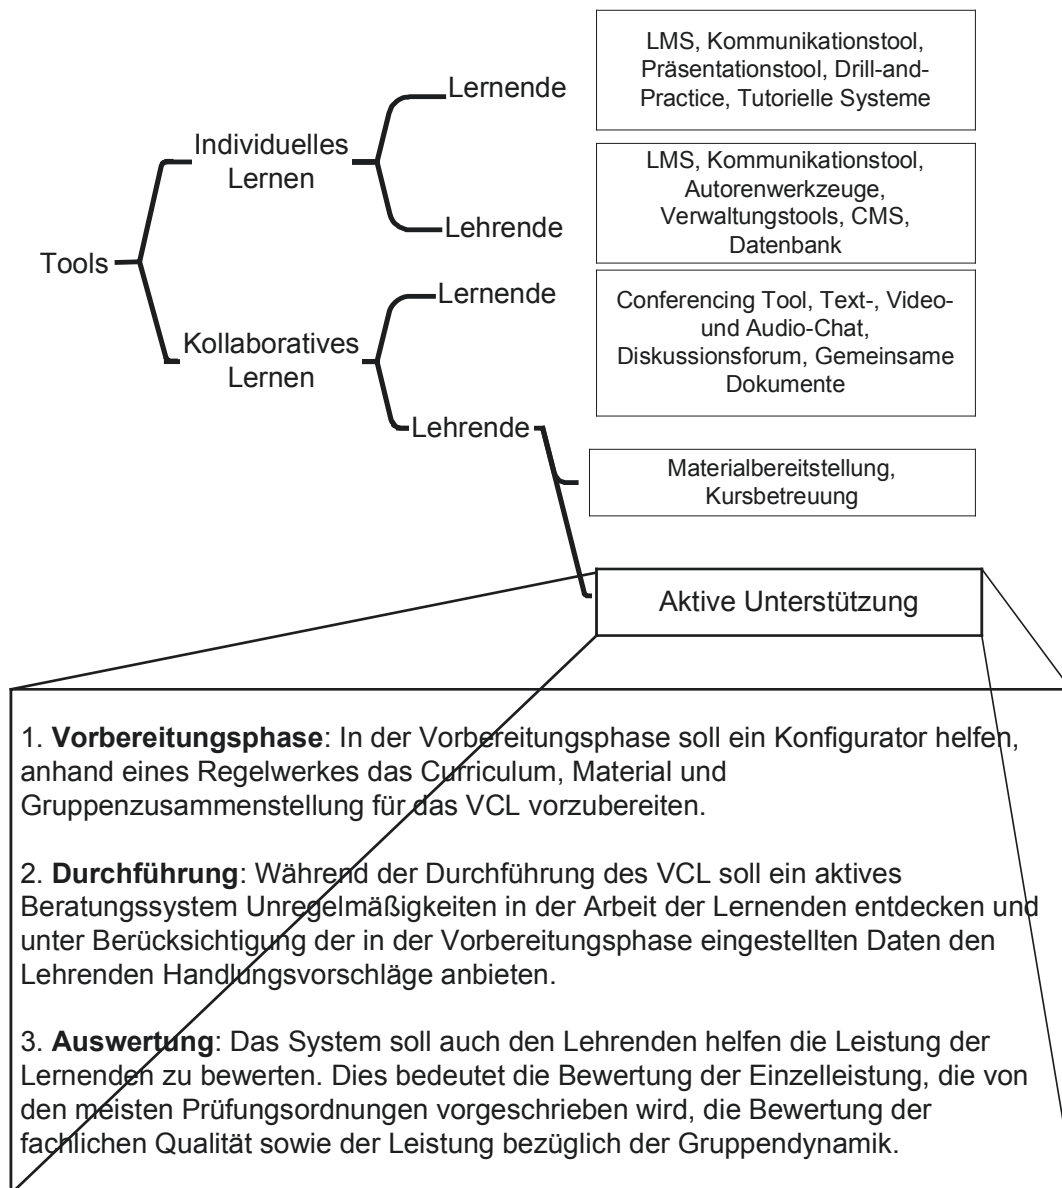 LMS, Kommunikationstool,
Präsentationstool, Drill-and-
Practice, Tutorielle Systeme
Lernende
Individuelles
Lernen
LMS, Kommunikationstool,
Autorenwerkzeuge,
Verwaltungstools, CMS,
Datenbank
Lehrende
Tools
Lernende
Conferencing Tool, Text-, Video-
und Audio-Chat,
Diskussionsforum, Gemeinsame
Dokumente
Kollaboratives
Lernen
Lehrende
Materialbereitstellung,
Kursbetreuung
Aktive Unterstützung
1. Vorbereitungsphase: In der Vorbereitungsphase soll ein Konfigurator helfen,
anhand eines Regelwerkes das Curriculum, Material und
Gruppenzusammenstellung für das VCL vorzubereiten.
2. Durchführung: Während der Durchführung des VCL soll ein aktives
Beratungssystem Unregelmäßigkeiten in der Arbeit der Lernenden entdecken und
unter Berücksichtigung der in der Vorbereitungsphase eingestellten Daten den
Lehrenden Handlungsvorschläge anbieten.
3. Auswertung: Das System soll auch den Lehrenden helfen die Leistung der
Lernenden zu bewerten. Dies bedeutet die Bewertung der Einzelleistung, die von
den meisten Prüfungsordnungen vorgeschrieben wird, die Bewertung der
fachlichen Qualität sowie der Leistung bezüglich der Gruppendynamik.